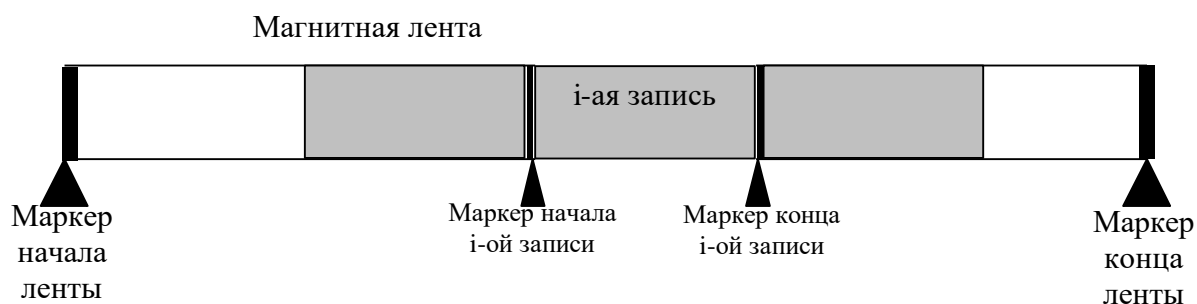 Магнитная лента
i-ая запись
Маркер
начала
ленты
Маркер начала
i-ой записи
Маркер конца
i-ой записи
Маркер
конца
ленты